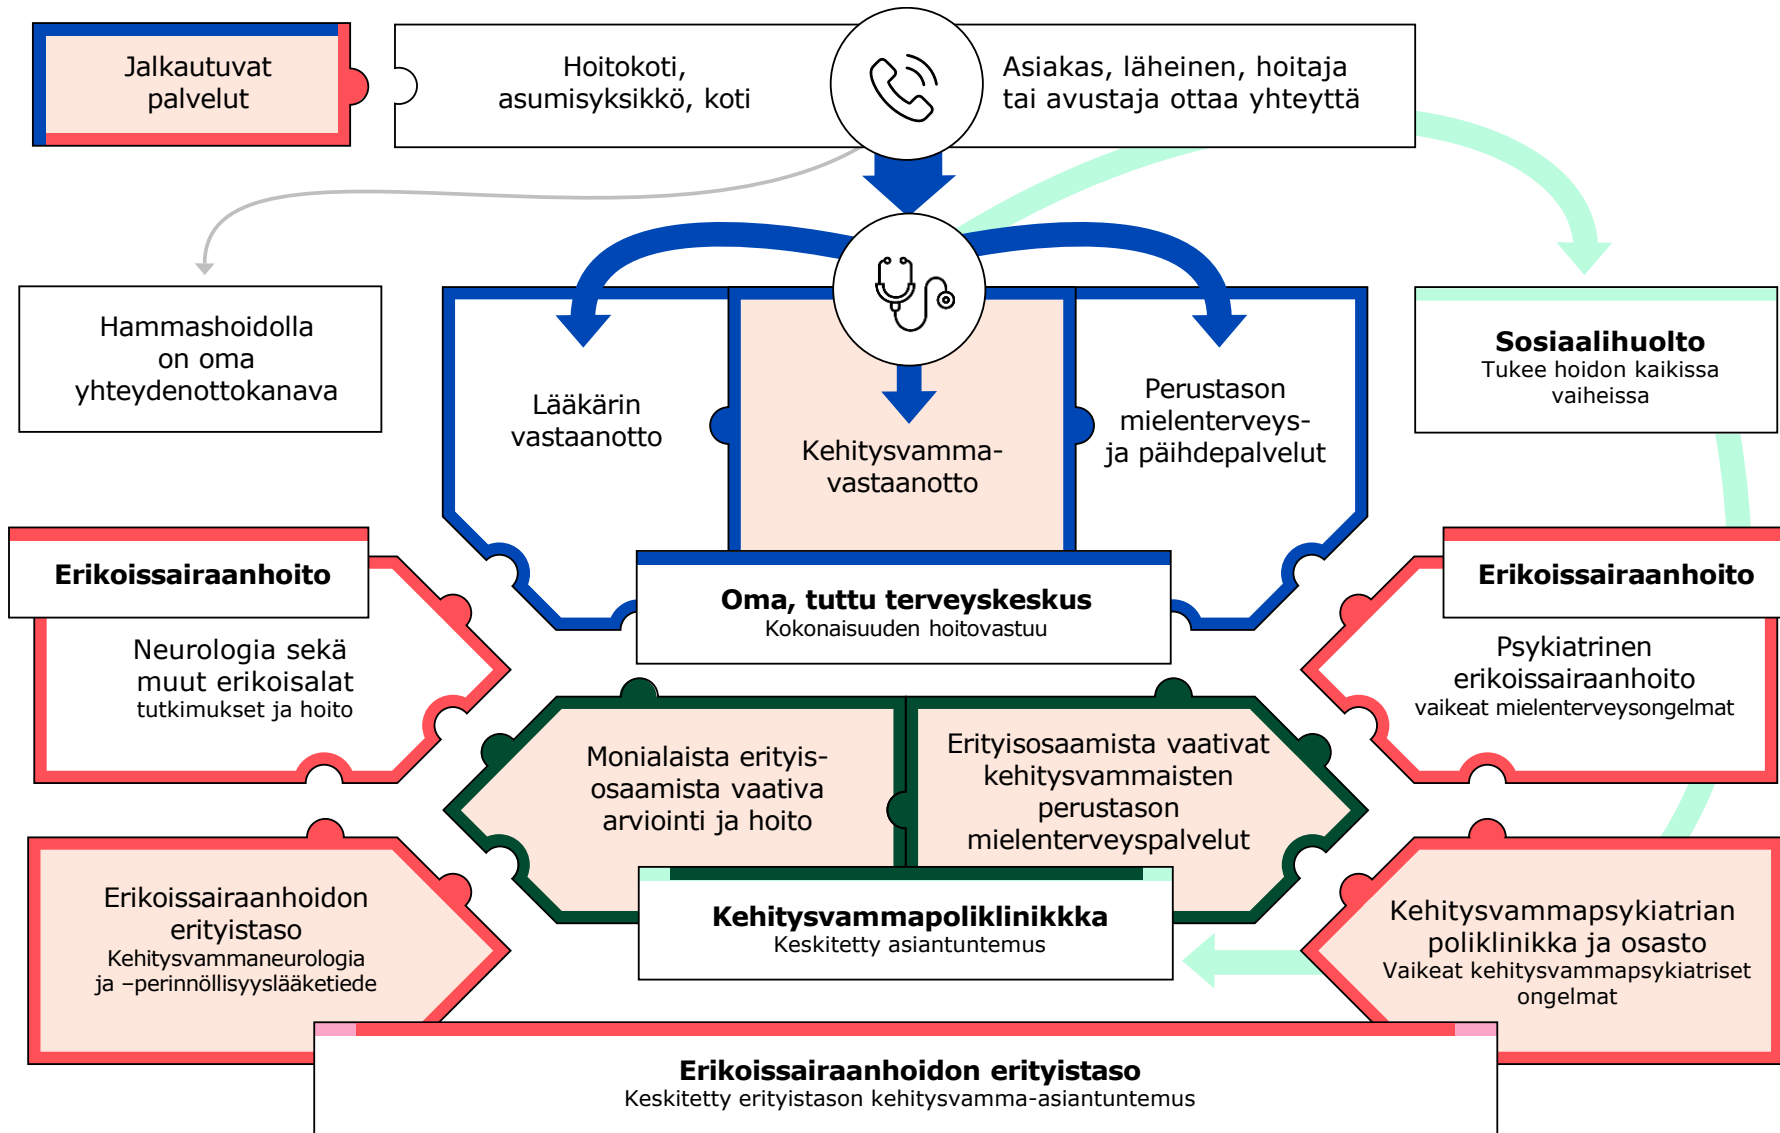 Jalkautuvat
palvelut
Hoitokoti,
asumisyksikkö, koti
Asiakas, läheinen, hoitaja
tai avustaja ottaa yhteyttä
Hammashoidolla
on oma
yhteydenottokanava
Lääkärin
vastaanotto
Kehitysvamma-
vastaanotto
Perustason
mielenterveys-
ja päihdepalvelut
Sosiaalihuolto
Tukee hoidon kaikissa
vaiheissa
Oma, tuttu terveyskeskus
Kokonaisuuden hoitovastuu
Erikoissairaanhoito
Neurologia sekä
muut erikoisalat
tutkimukset ja hoito
Erikoissairaanhoito
Psykiatrinen
erikoissairaanhoito
vaikeat mielenterveysongelmat
Monialaista erityis-
osaamista vaativa
arviointi ja hoito
Erityisosaamista vaativat
kehitysvammaisten
perustason
mielenterveyspalvelut
Kehitysvammapoliklinikkka
Keskitetty asiantuntemus
Erikoissairaanhoidon
erityistaso
Kehitysvammaneurologia
ja –perinnöllisyyslääketiede
Kehitysvammapsykiatrian
poliklinikka ja osasto
Vaikeat kehitysvammapsykiatriset
ongelmat
Erikoissairaanhoidon erityistaso
Keskitetty erityistason kehitysvamma-asiantuntemus